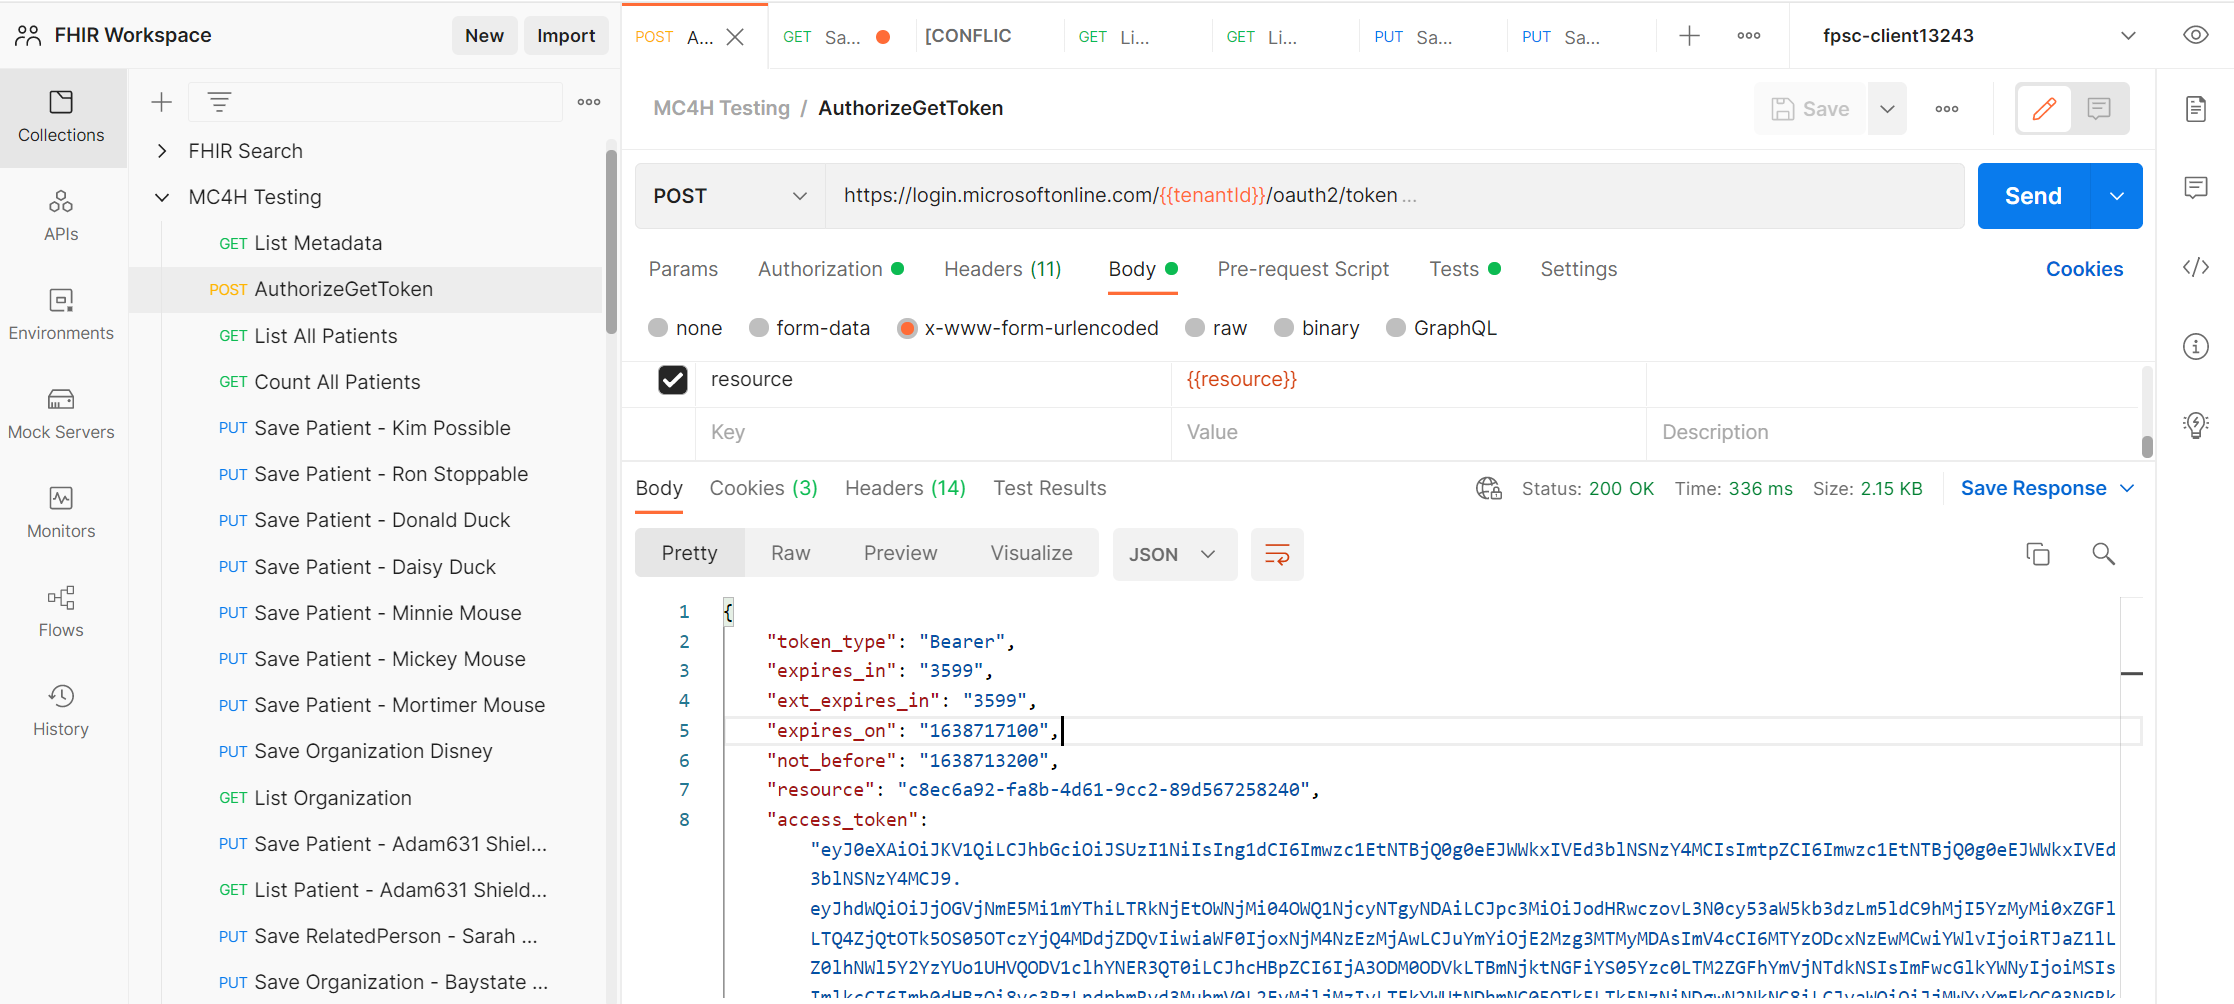 FHIR Workspace
New
Import
POST A...
GET Sa...
[CONFLIC
GET Li...
GET Li...
PUT Sa...
PUT Sa...
fpsc-client13243
Collections
APIs
Environments
Mock Servers
Monitors
Flows
History
FHIR Search
MC4H Testing
GET List Metadata
POST AuthorizeGetToken
GET List All Patients
GET Count All Patients
PUT Save Patient - Kim Possible
PUT Save Patient - Ron Stoppable
PUT Save Patient - Donald Duck
PUT Save Patient - Daisy Duck
PUT Save Patient - Minnie Mouse
PUT Save Patient - Mickey Mouse
PUT Save Patient - Mortimer Mouse
PUT Save Organization Disney
GET List Organization
PUT Save Patient - Adam631 Shiel...
GET List Patient - Adam631 Shield...
PUT Save RelatedPerson - Sarah ...
PUT Save Organization - Baystate ...
MC4H Testing / AuthorizeGetToken
Save
POST
https://login.microsoftonline.com/{{tenantId}}/oauth2/token ...
Send
Params Authorization Headers (11) Body Pre-request Script Tests Settings
Cookies
none form-data x-www-form-urlencoded raw binary GraphQL
resource {{resource}}
Key Value Description
Body Cookies (3) Headers (14) Test Results
Status: 200 OK Time: 336 ms Size: 2.15 KB
Save Response
Pretty Raw Preview Visualize
JSON
1 {
2 "token_type": "Bearer",
3 "expires_in": "3599",
4 "ext_expires_in": "3599",
5 "expires_on": "1638717100",
6 "not_before": "1638713200",
7 "resource": "c8ec6a92-fa8b-4d61-9cc2-89d567258240",
8 "access_token":